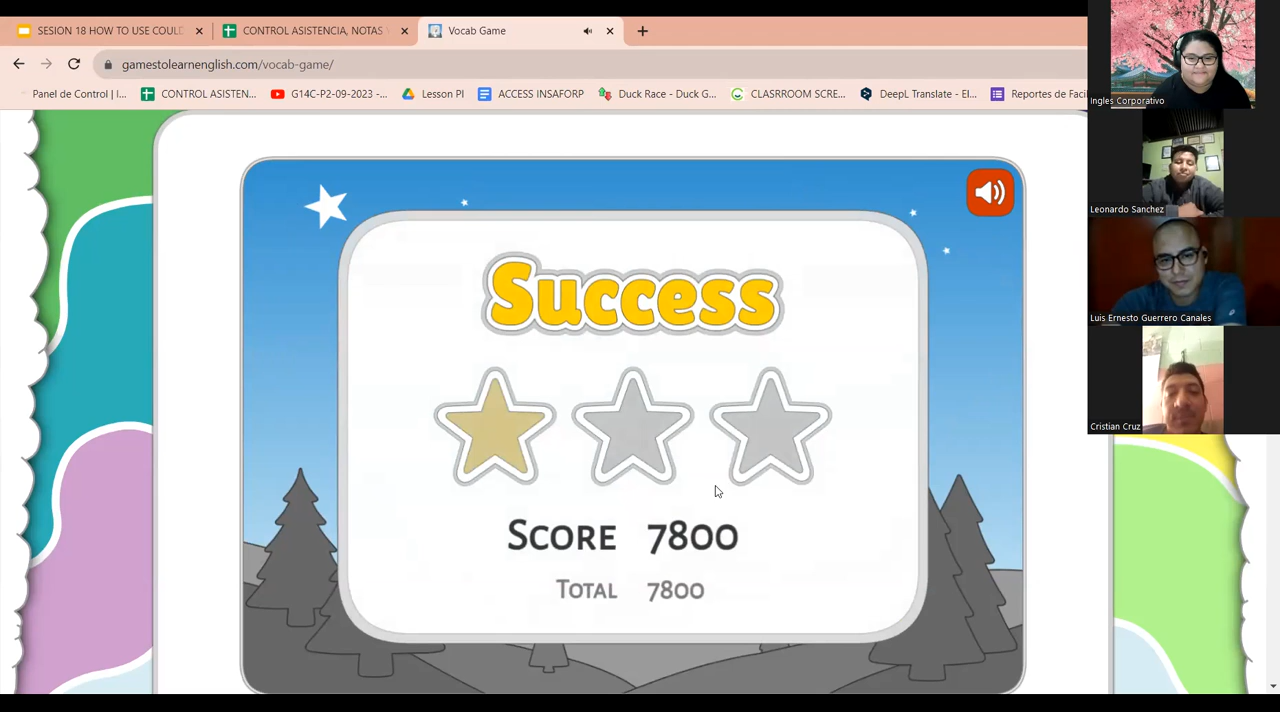 SESION 18 HOW TO USE COULD
CONTROL ASISTENCIA, NOTAS
Vocab Game
gamestolearnenglish.com/vocab-game/
Panel de Control | I...
CONTROL ASISTEN...
G14C-P2-09-2023 -...
Lesson Pl
ACCESS INSAFORP
Duck Race - Duck G...
CLASRROOM SCRE...
DeepL Translate - El...
Reportes de Facil
Success
SCORE 7800
TOTAL 7800
Ingles Corporativo
Leonardo Sanchez
Luis Ernesto Guerrero Canales
Cristian Cruz